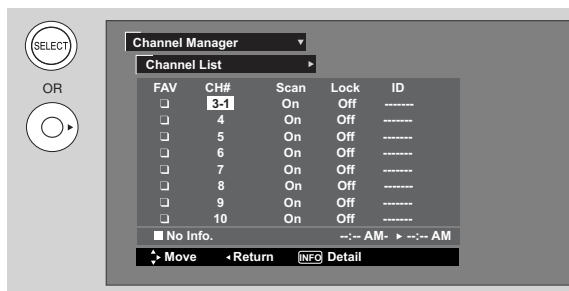 SELECT
OR
Channel Manager
Channel List
FAV CH# Scan Lock ID
3-1 On Off -------
4 On Off -------
5 On Off -------
6 On Off -------
7 On Off -------
8 On Off -------
9 On Off -------
10 On Off -------
No Info. --:-- AM- ▸ --:-- AM
Move Return INFO Detail